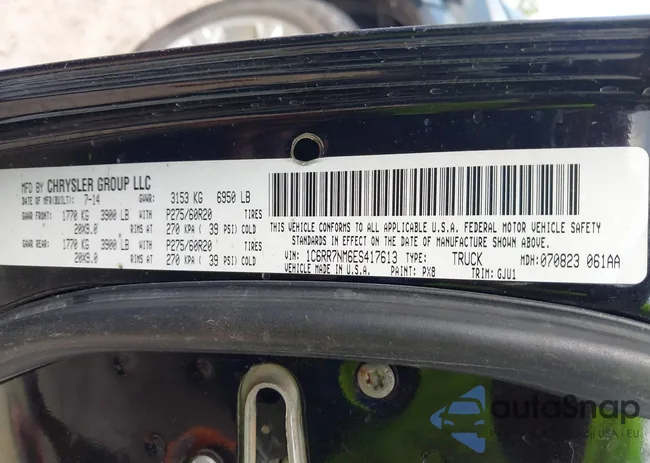 MFD BY CHRYSLER GROUP LLC
DATE OF MFR(BUILT): 7-14 GVWR: 3153 KG 6950 LB
GAWR FRONT: 1770 KG 3900 LB WITH P275/60R20 TIRES
20X9.0 RIMS AT 270 KPA ( 39 PSI) COLD
GAWR REAR: 1770 KG 3900 LB WITH P275/60R20 TIRES
20X9.0 RIMS AT 270 KPA ( 39 PSI) COLD
THIS VEHICLE CONFORMS TO ALL APPLICABLE U.S.A. FEDERAL MOTOR VEHICLE SAFETY
STANDARDS IN EFFECT ON THE DATE OF MANUFACTURE SHOWN ABOVE.
VIN: 1C6RR7NM6ES417613 TYPE: TRUCK MDH: 070823 061AA
VEHICLE MADE IN U.S.A. PAINT: PX8 TRIM: GJU1
autoSnap
Części i Samochody USA - EU